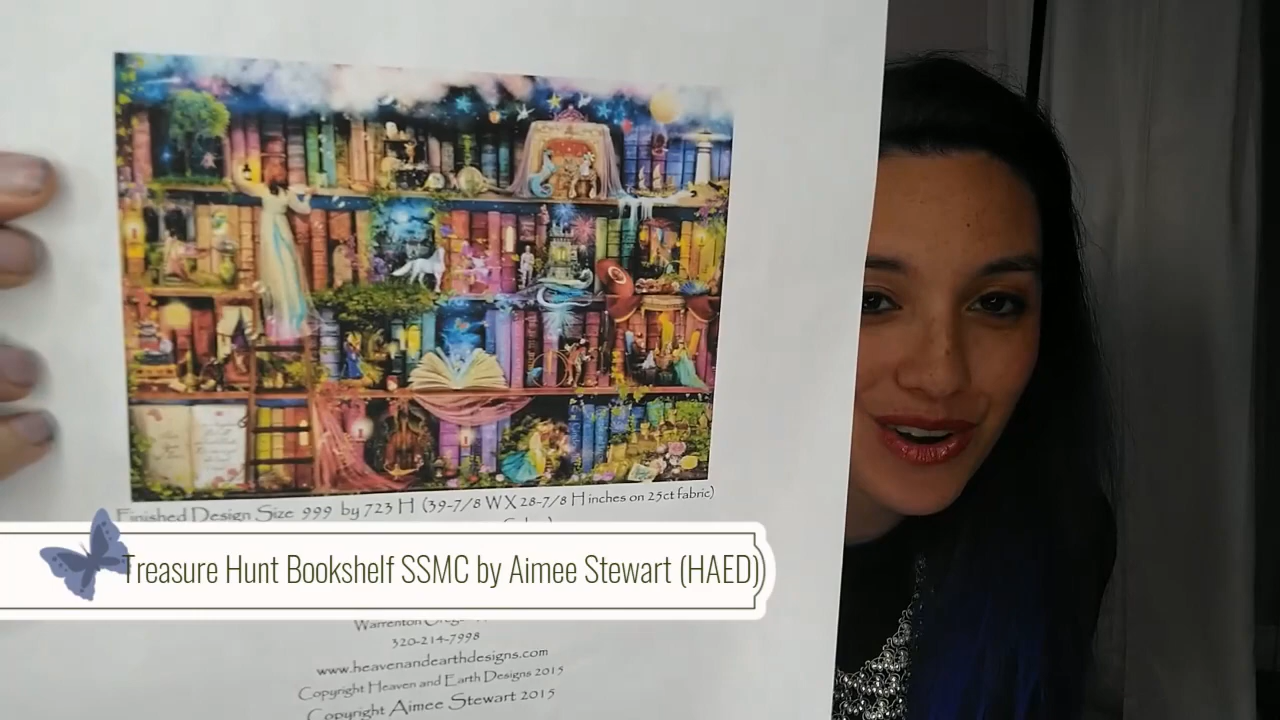 Finished Design Size 999 by 723 H (39-7/8 W X 28-7/8 H inches on 25ct fabric)
Treasure Hunt Bookshelf SSMC by Aimee Stewart (HAED)
Warrenton
320-214-7998
www.heavenandearthdesigns.com
Copyright Heaven and Earth Designs 2015
Copyright Aimee Stewart 2015